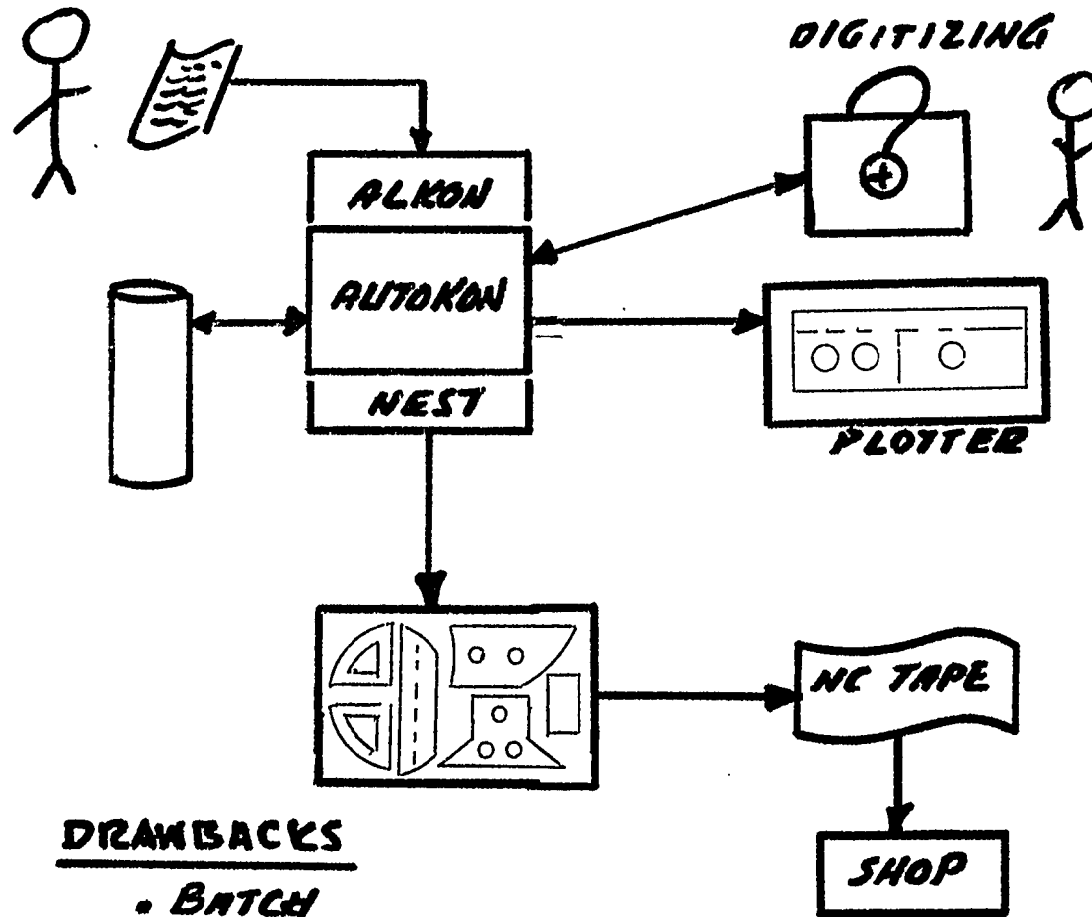 DIGITIZING
ALKON
AUTOKON
NEST
PLOTTER
NC TAPE
SHOP
DRAWBACKS
• BATCH